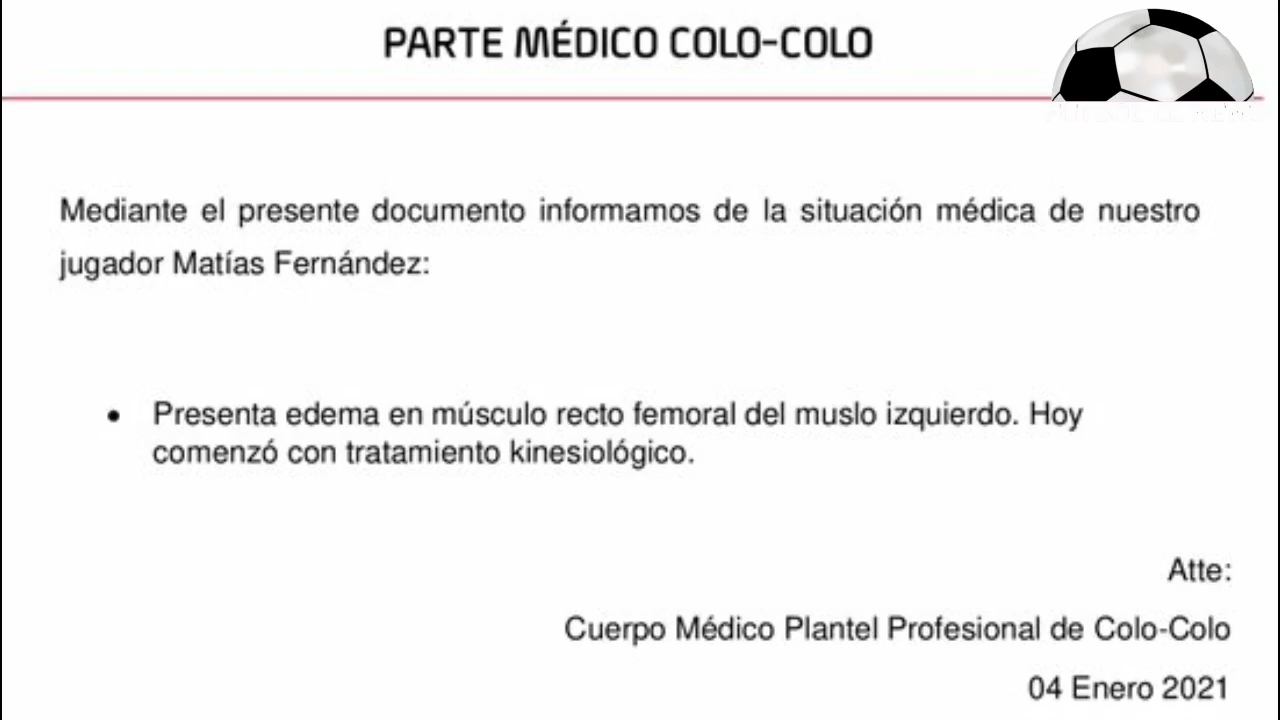 PARTE MÉDICO COLO-COLO
Mediante el presente documento informamos de la situación médica de nuestro
jugador Matías Fernández:
• Presenta edema en músculo recto femoral del muslo izquierdo. Hoy
comenzó con tratamiento kinesiológico.
Atte:
Cuerpo Médico Plantel Profesional de Colo-Colo
04 Enero 2021